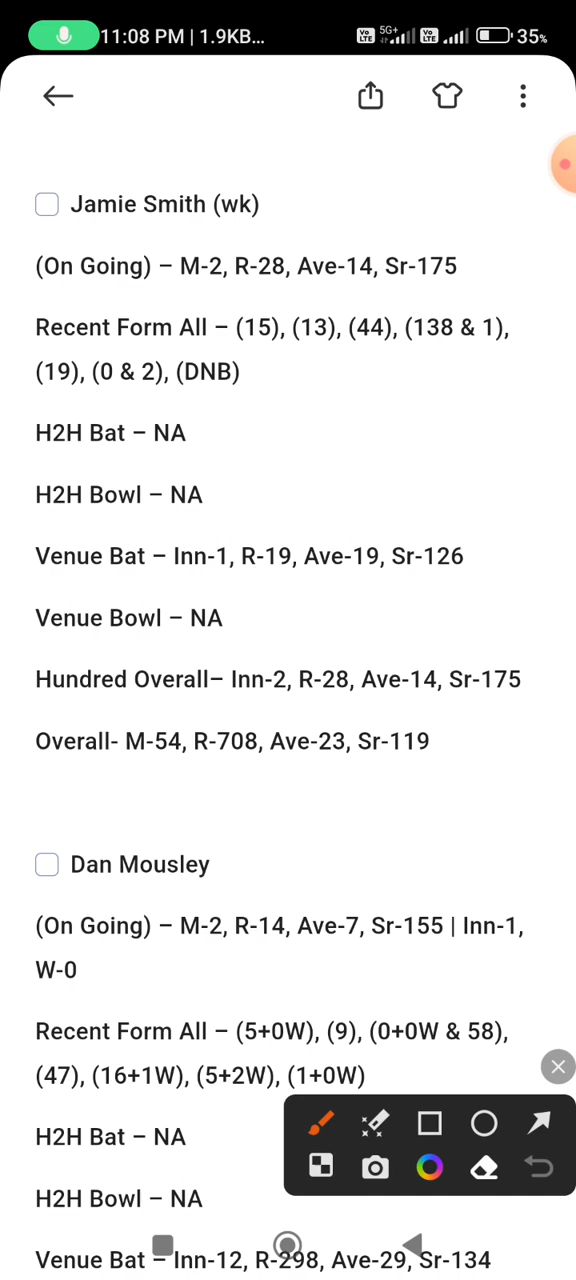 11:08 PM | 1.9KB...
Vo LTE 5G+ Vo LTE 35%
Jamie Smith (wk)
(On Going) – M-2, R-28, Ave-14, Sr-175
Recent Form All – (15), (13), (44), (138 & 1),
(19), (0 & 2), (DNB)
H2H Bat – NA
H2H Bowl – NA
Venue Bat – Inn-1, R-19, Ave-19, Sr-126
Venue Bowl – NA
Hundred Overall– Inn-2, R-28, Ave-14, Sr-175
Overall- M-54, R-708, Ave-23, Sr-119
Dan Mousley
(On Going) – M-2, R-14, Ave-7, Sr-155 | Inn-1,
W-0
Recent Form All – (5+0W), (9), (0+0W & 58),
(47), (16+1W), (5+2W), (1+0W)
H2H Bat – NA
H2H Bowl – NA
Venue Bat – Inn-12, R-298, Ave-29, Sr-134